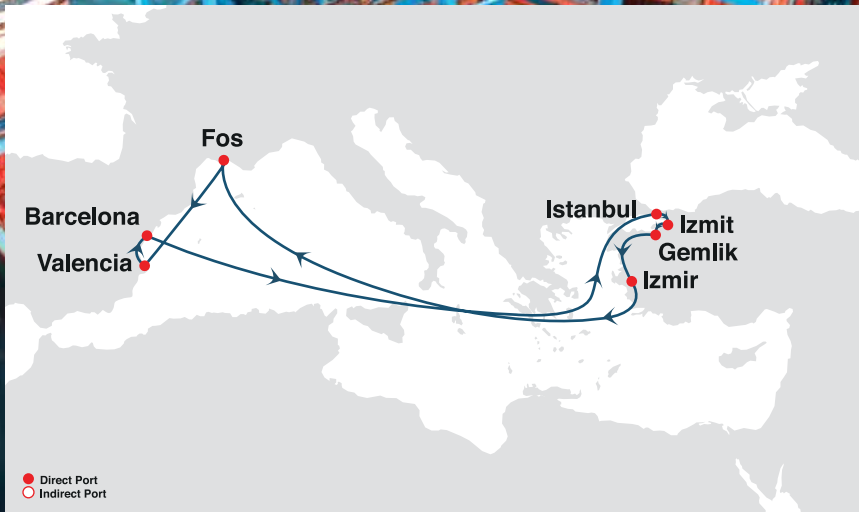 Fos
Barcelona
Valencia
Istanbul
Izmit
Gemlik
Izmir
Direct Port
Indirect Port